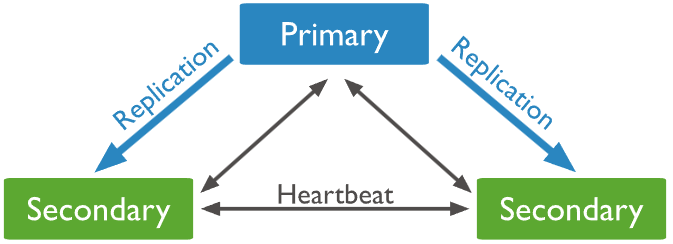 Primary
Replication
Replication
Heartbeat
Secondary
Secondary